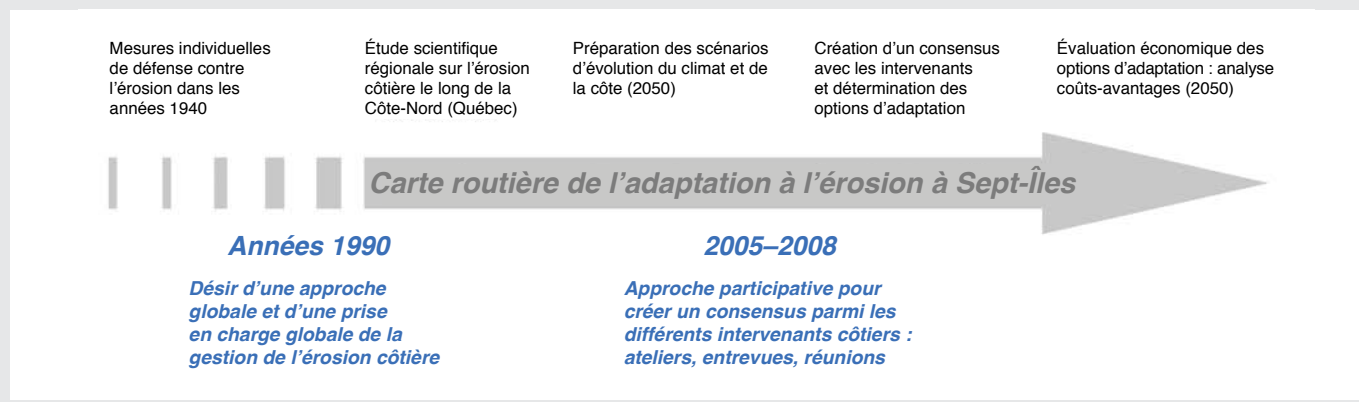 Mesures individuelles
de défense contre
l'érosion dans les
années 1940
Étude scientifique
régionale sur l'érosion
côtière le long de la
Côte-Nord (Québec)
Préparation des scénarios
d'évolution du climat et de
la côte (2050)
Création d'un consensus
avec les intervenants
et détermination des
options d'adaptation
Évaluation économique des
options d'adaptation : analyse
coûts-avantages (2050)
Carte routière de l'adaptation à l'érosion à Sept-Îles
Années 1990
Désir d'une approche
globale et d'une prise
en charge globale de la
gestion de l'érosion côtière
2005–2008
Approche participative pour
créer un consensus parmi les
différents intervenants côtiers :
ateliers, entrevues, réunions